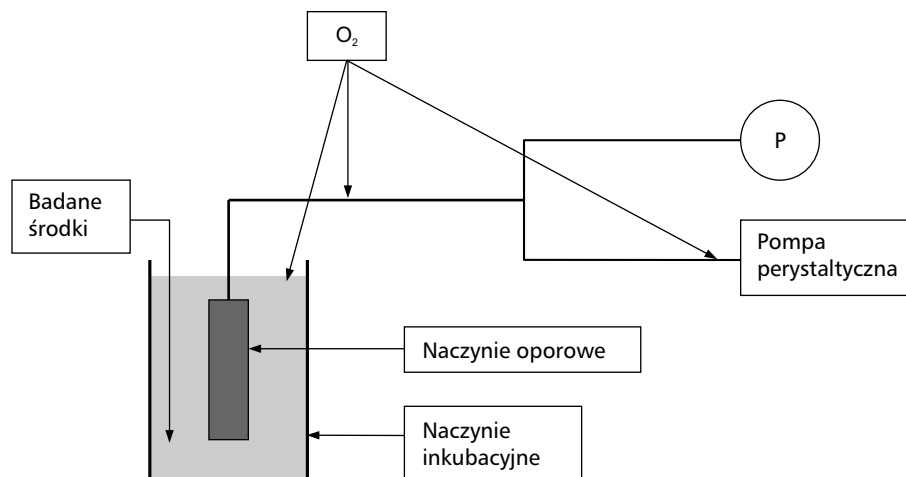 O₂
P
Badane
środki
Pompa
perystaltyczna
Naczynie oporowe
Naczynie
inkubacyjne